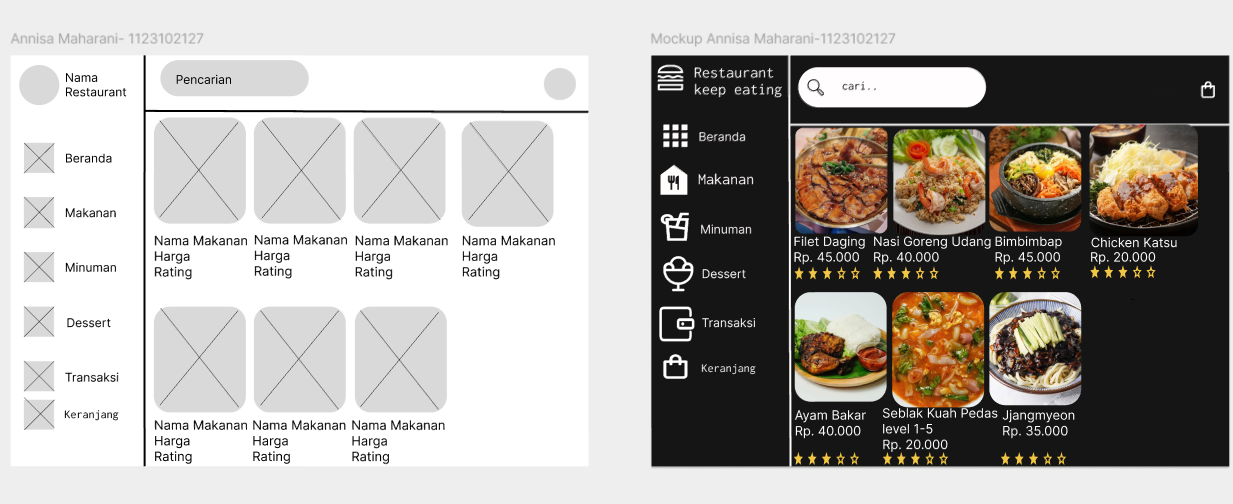 Annisa Maharani- 1123102127
Nama
Restaurant
Pencarian
Beranda
Makanan
Minuman
Dessert
Transaksi
Keranjang
Nama Makanan
Harga
Rating
Nama Makanan
Harga
Rating
Nama Makanan
Harga
Rating
Nama Makanan
Harga
Rating
Nama Makanan
Harga
Rating
Nama Makanan
Harga
Rating
Nama Makanan
Harga
Rating
Mockup Annisa Maharani-1123102127
Restaurant
keep eating
cari..
Beranda
Makanan
Minuman
Dessert
Transaksi
Keranjang
Filet Daging
Rp. 45.000
Nasi Goreng Udang
Rp. 40.000
Bimbimbap
Rp. 45.000
Chicken Katsu
Rp. 20.000
Ayam Bakar
Rp. 40.000
Seblak Kuah Pedas
level 1-5
Rp. 20.000
Jjangmyeon
Rp. 35.000